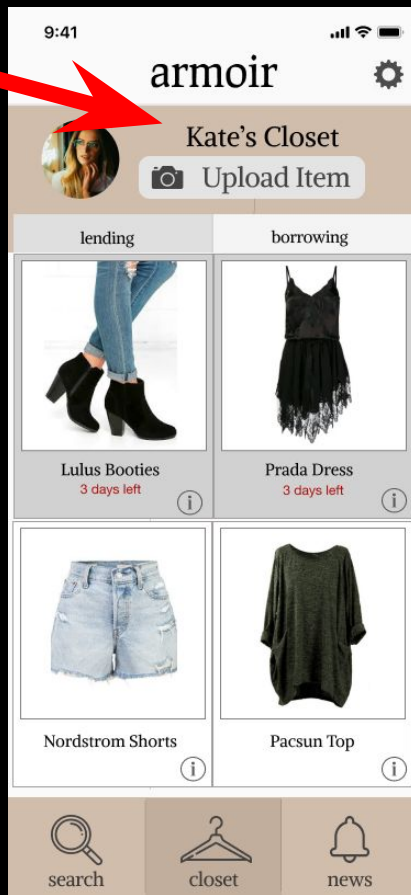 9:41
armoir
Kate's Closet
Upload Item
lending
borrowing
Lulus Booties
3 days left
i
Prada Dress
3 days left
i
Nordstrom Shorts
i
Pacsun Top
i
search
closet
news